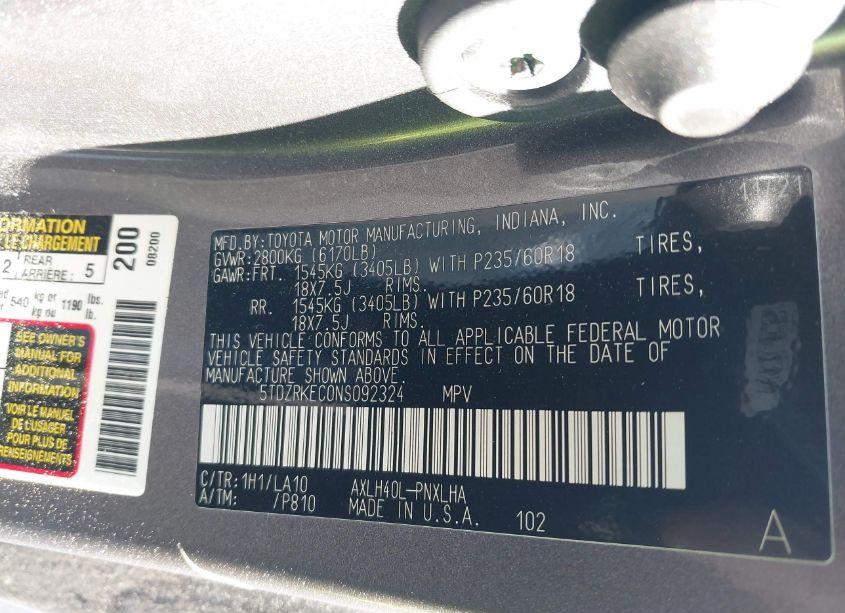 ORMATION
LE CHARGEMENT
2 REAR
ARRIÈRE: 5
540 kg or 1190 lbs.
kg ou lb.
SEE OWNER'S
MANUAL FOR
ADDITIONAL
INFORMATION
VOIR LE MANUEL
DE L'USAGER
POUR PLUS DE
RENSEIGNEMENTS
200
08200
11/21
MFD.BY:TOYOTA MOTOR MANUFACTURING, INDIANA, INC.
GVWR:2800KG (6170LB)
GAWR:FRT. 1545KG (3405LB) WITH P235/60R18 TIRES,
18X7.5J RIMS.
RR. 1545KG (3405LB) WITH P235/60R18 TIRES,
18X7.5J RIMS.
THIS VEHICLE CONFORMS TO ALL APPLICABLE FEDERAL MOTOR
VEHICLE SAFETY STANDARDS IN EFFECT ON THE DATE OF
MANUFACTURE SHOWN ABOVE.
5TDZRKEC0NS092324 MPV
C/TR:1H1/LA10 AXLH40L-PNXLHA
A/TM: /P810 MADE IN U.S.A. 102
A